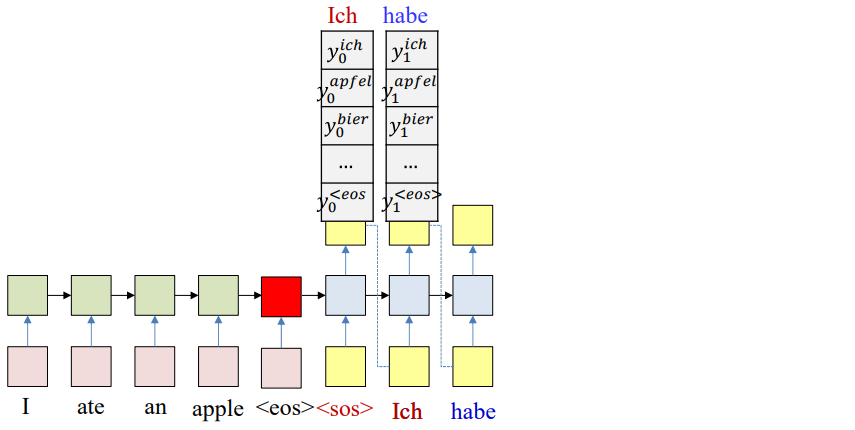 Ich habe
y_0^{ich} y_1^{ich}
y_0^{apfel} y_1^{apfel}
y_0^{bier} y_1^{bier}
... ...
y_0^{<eos} y_1^{<eos>}
I ate an apple <eos> <sos> Ich habe